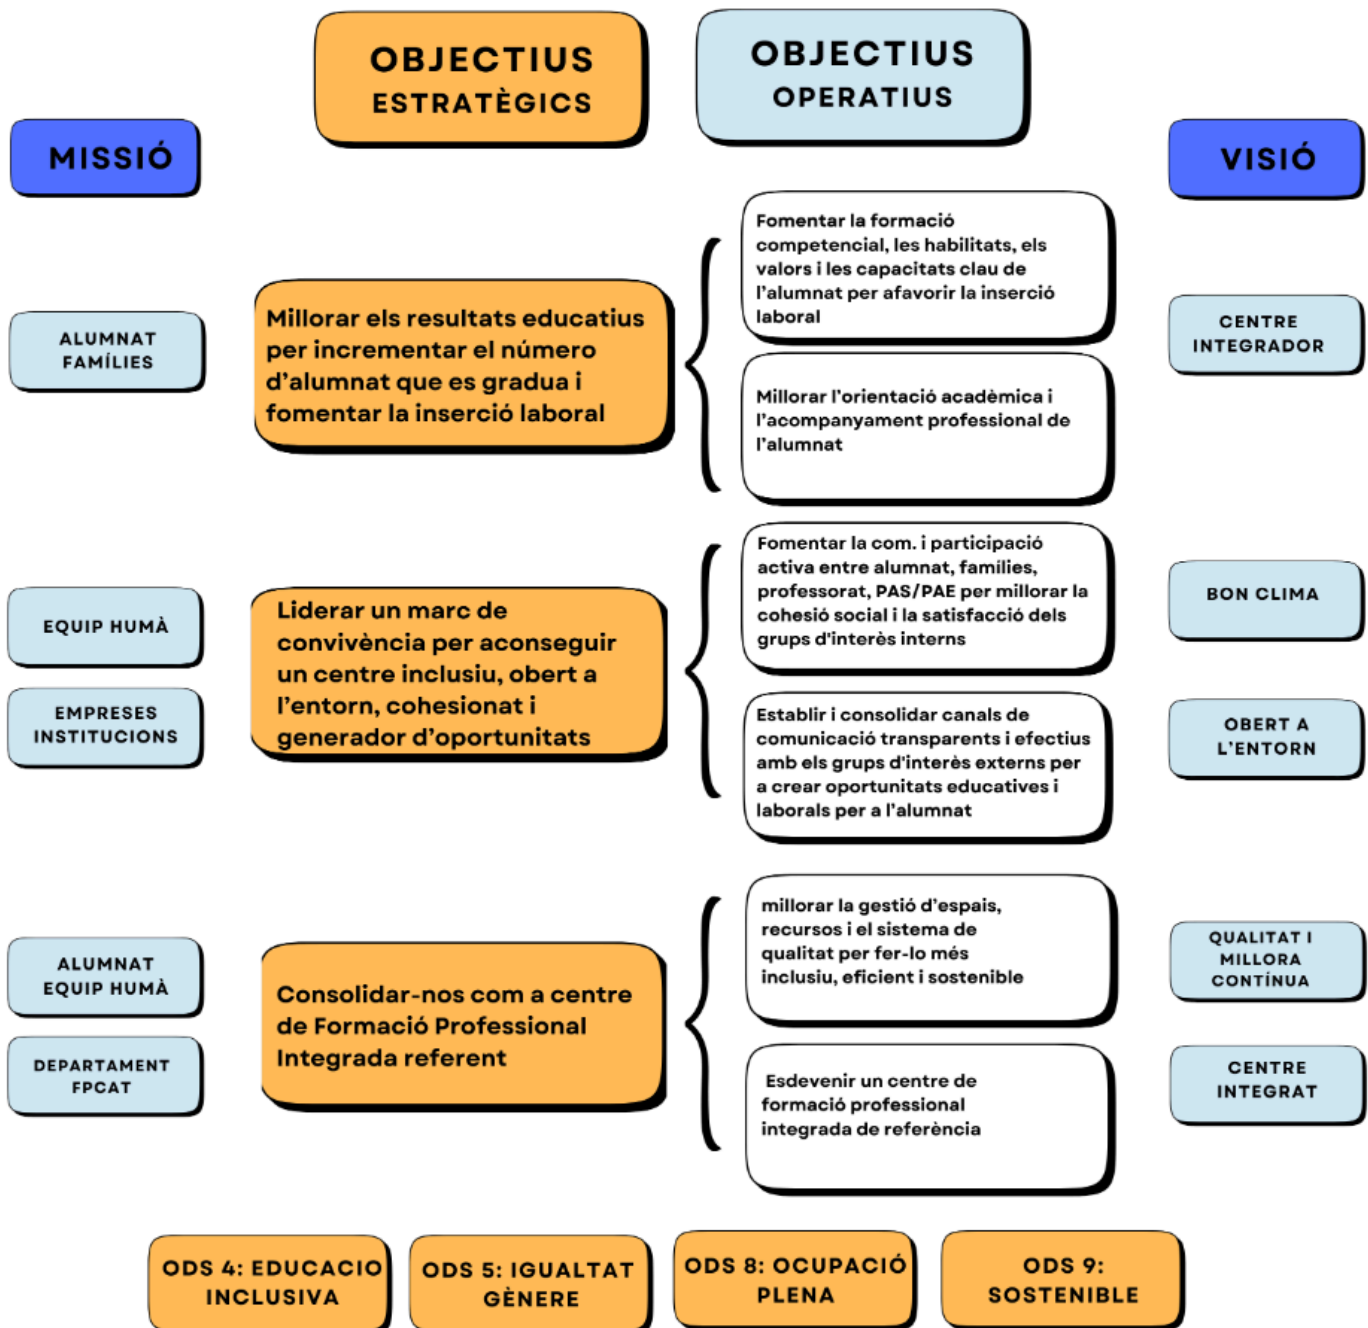 OBJECTIUS
ESTRATÈGICS
OBJECTIUS
OPERATIUS
MISSIÓ
VISIÓ
ALUMNAT
FAMÍLIES
Millorar els resultats educatius
per incrementar el número
d'alumnat que es gradua i
fomentar la inserció laboral
Fomentar la formació
competencial, les habilitats, els
valors i les capacitats clau de
l'alumnat per afavorir la inserció
laboral
Millorar l'orientació acadèmica i
l'acompanyament professional de
l'alumnat
CENTRE
INTEGRADOR
EQUIP HUMÀ
EMPRESES
INSTITUCIONS
Liderar un marc de
convivència per aconseguir
un centre inclusiu, obert a
l'entorn, cohesionat i
generador d'oportunitats
Fomentar la com. i participació
activa entre alumnat, famílies,
professorat, PAS/PAE per millorar la
cohesió social i la satisfacció dels
grups d'interès interns
Establir i consolidar canals de
comunicació transparents i efectius
amb els grups d'interès externs per
a crear oportunitats educatives i
laborals per a l'alumnat
BON CLIMA
OBERT A
L'ENTORN
ALUMNAT
EQUIP HUMÀ
DEPARTAMENT
FPCAT
Consolidar-nos com a centre
de Formació Professional
Integrada referent
millorar la gestió d'espais,
recursos i el sistema de
qualitat per fer-lo més
inclusiu, eficient i sostenible
Esdevenir un centre de
formació professional
integrada de referència
QUALITAT I
MILLORA
CONTÍNUA
CENTRE
INTEGRAT
ODS 4: EDUCACIO
INCLUSIVA
ODS 5: IGUALTAT
GÈNERE
ODS 8: OCUPACIÓ
PLENA
ODS 9:
SOSTENIBLE